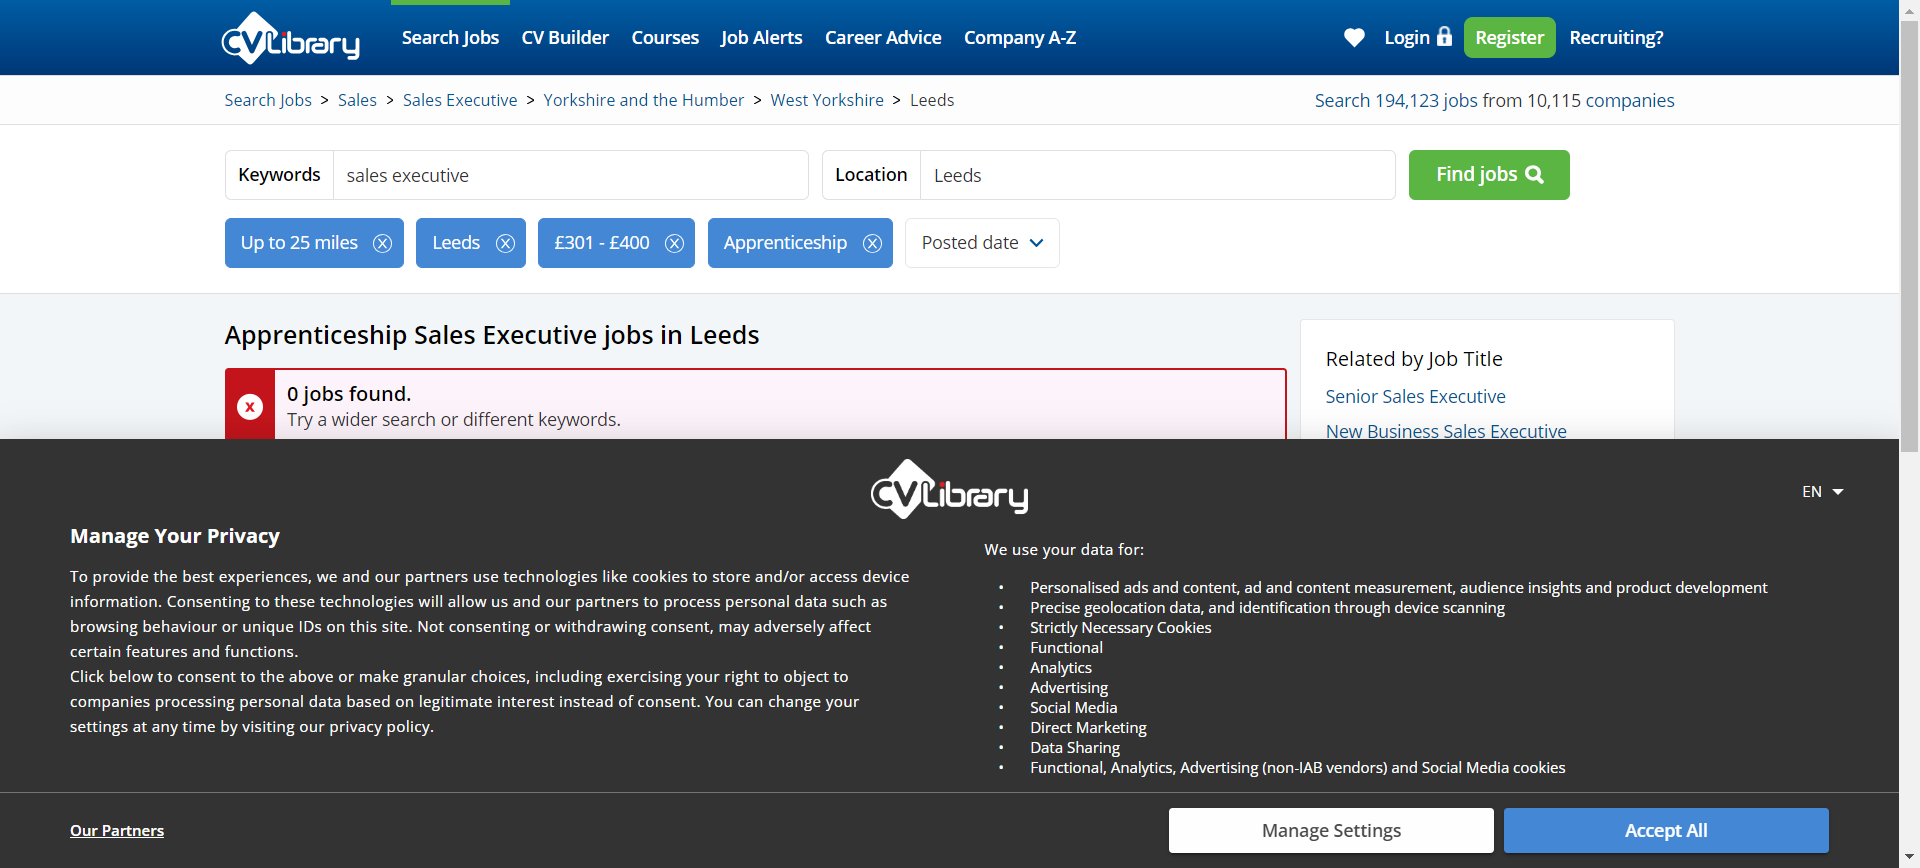 CVLibrary Search Jobs CV Builder Courses Job Alerts Career Advice Company A-Z Login Register Recruiting?
Search Jobs > Sales > Sales Executive > Yorkshire and the Humber > West Yorkshire > Leeds Search 194,123 jobs from 10,115 companies
Keywords sales executive Location Leeds Find jobs
Up to 25 miles Leeds £301 - £400 Apprenticeship Posted date
Apprenticeship Sales Executive jobs in Leeds
0 jobs found.
Try a wider search or different keywords.
Related by Job Title
Senior Sales Executive
New Business Sales Executive
CVLibrary
EN
Manage Your Privacy
To provide the best experiences, we and our partners use technologies like cookies to store and/or access device
information. Consenting to these technologies will allow us and our partners to process personal data such as
browsing behaviour or unique IDs on this site. Not consenting or withdrawing consent, may adversely affect
certain features and functions.
Click below to consent to the above or make granular choices, including exercising your right to object to
companies processing personal data based on legitimate interest instead of consent. You can change your
settings at any time by visiting our privacy policy.
We use your data for:
• Personalised ads and content, ad and content measurement, audience insights and product development
• Precise geolocation data, and identification through device scanning
• Strictly Necessary Cookies
• Functional
• Analytics
• Advertising
• Social Media
• Direct Marketing
• Data Sharing
• Functional, Analytics, Advertising (non-IAB vendors) and Social Media cookies
Our Partners Manage Settings Accept All